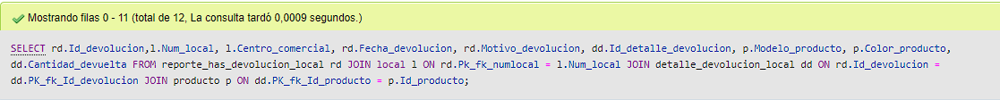 Mostrando filas 0 - 11 (total de 12, La consulta tardó 0,0009 segundos.)
SELECT rd.Id_devolucion,l.Num_local, l.Centro_comercial, rd.Fecha_devolucion, rd.Motivo_devolucion, dd.Id_detalle_devolucion, p.Modelo_producto, p.Color_producto,
dd.Cantidad_devuelta FROM reporte_has_devolucion_local rd JOIN local l ON rd.Pk_fk_numlocal = l.Num_local JOIN detalle_devolucion_local dd ON rd.Id_devolucion =
dd.PK_fk_Id_devolucion JOIN producto p ON dd.PK_fk_Id_producto = p.Id_producto;